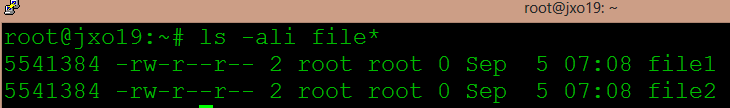 root@jxo19: ~
root@jxo19:~# ls -ali file*
5541384 -rw-r--r-- 2 root root 0 Sep  5 07:08 file1
5541384 -rw-r--r-- 2 root root 0 Sep  5 07:08 file2